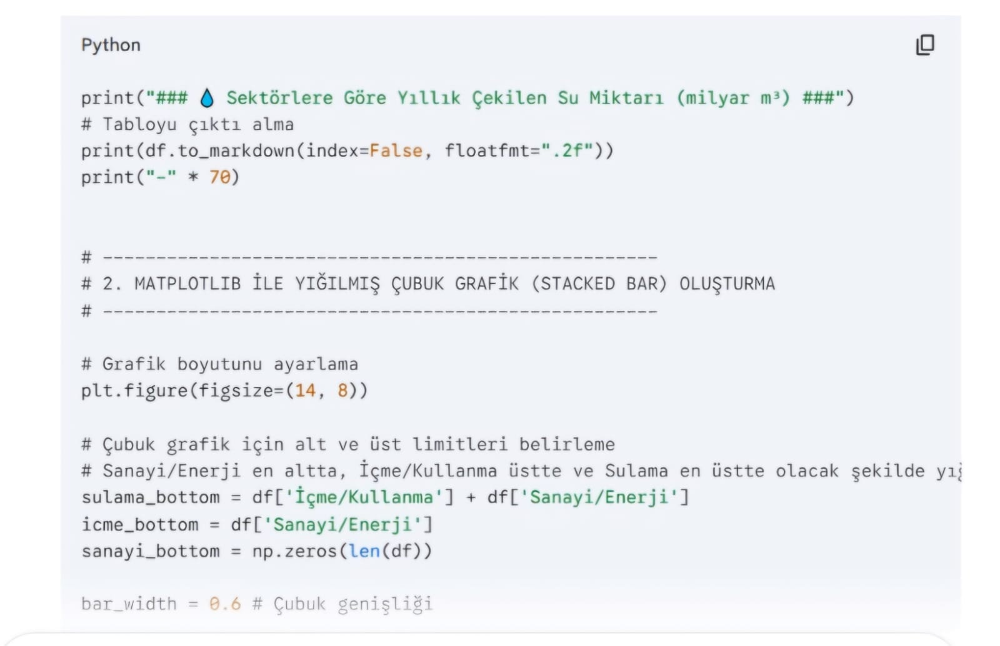 Python
print("### 💧 Sektörlere Göre Yıllık Çekilen Su Miktarı (milyar m³) ###")
# Tabloyu çıktı alma
print(df.to_markdown(index=False, floatfmt=".2f"))
print("-" * 70)
# ----------------------------------------------------
# 2. MATPLOTLIB İLE YIĞILMIŞ ÇUBUK GRAFİK (STACKED BAR) OLUŞTURMA
# ----------------------------------------------------
# Grafik boyutunu ayarlama
plt.figure(figsize=(14, 8))
# Çubuk grafik için alt ve üst limitleri belirleme
# Sanayi/Enerji en altta, İçme/Kullanma üstte ve Sulama en üstte olacak şekilde
sulama_bottom = df['İçme/Kullanma'] + df['Sanayi/Enerji']
icme_bottom = df['Sanayi/Enerji']
sanayi_bottom = np.zeros(len(df))
bar_width = 0.6 # Çubuk genişliği